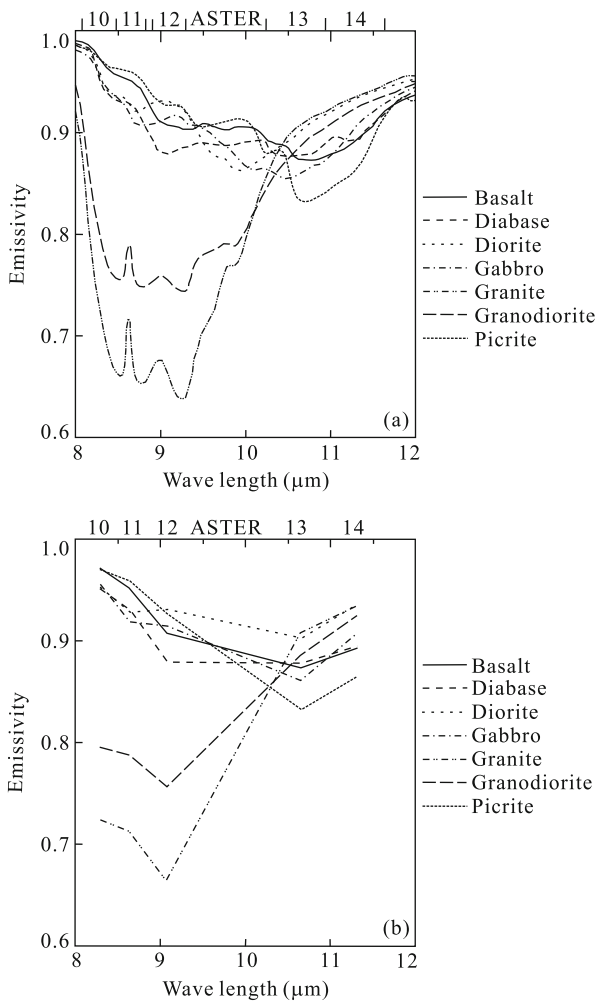 10 11 12 ASTER 13 14
1.0
0.9
0.8
0.7
0.6
Emissivity
8 9 10 11 12
Wave length (μm)
(a)
Basalt
Diabase
Diorite
Gabbro
Granite
Granodiorite
Picrite
10 11 12 ASTER 13 14
1.0
0.9
0.8
0.7
0.6
Emissivity
8 9 10 11 12
Wave length (μm)
(b)
Basalt
Diabase
Diorite
Gabbro
Granite
Granodiorite
Picrite